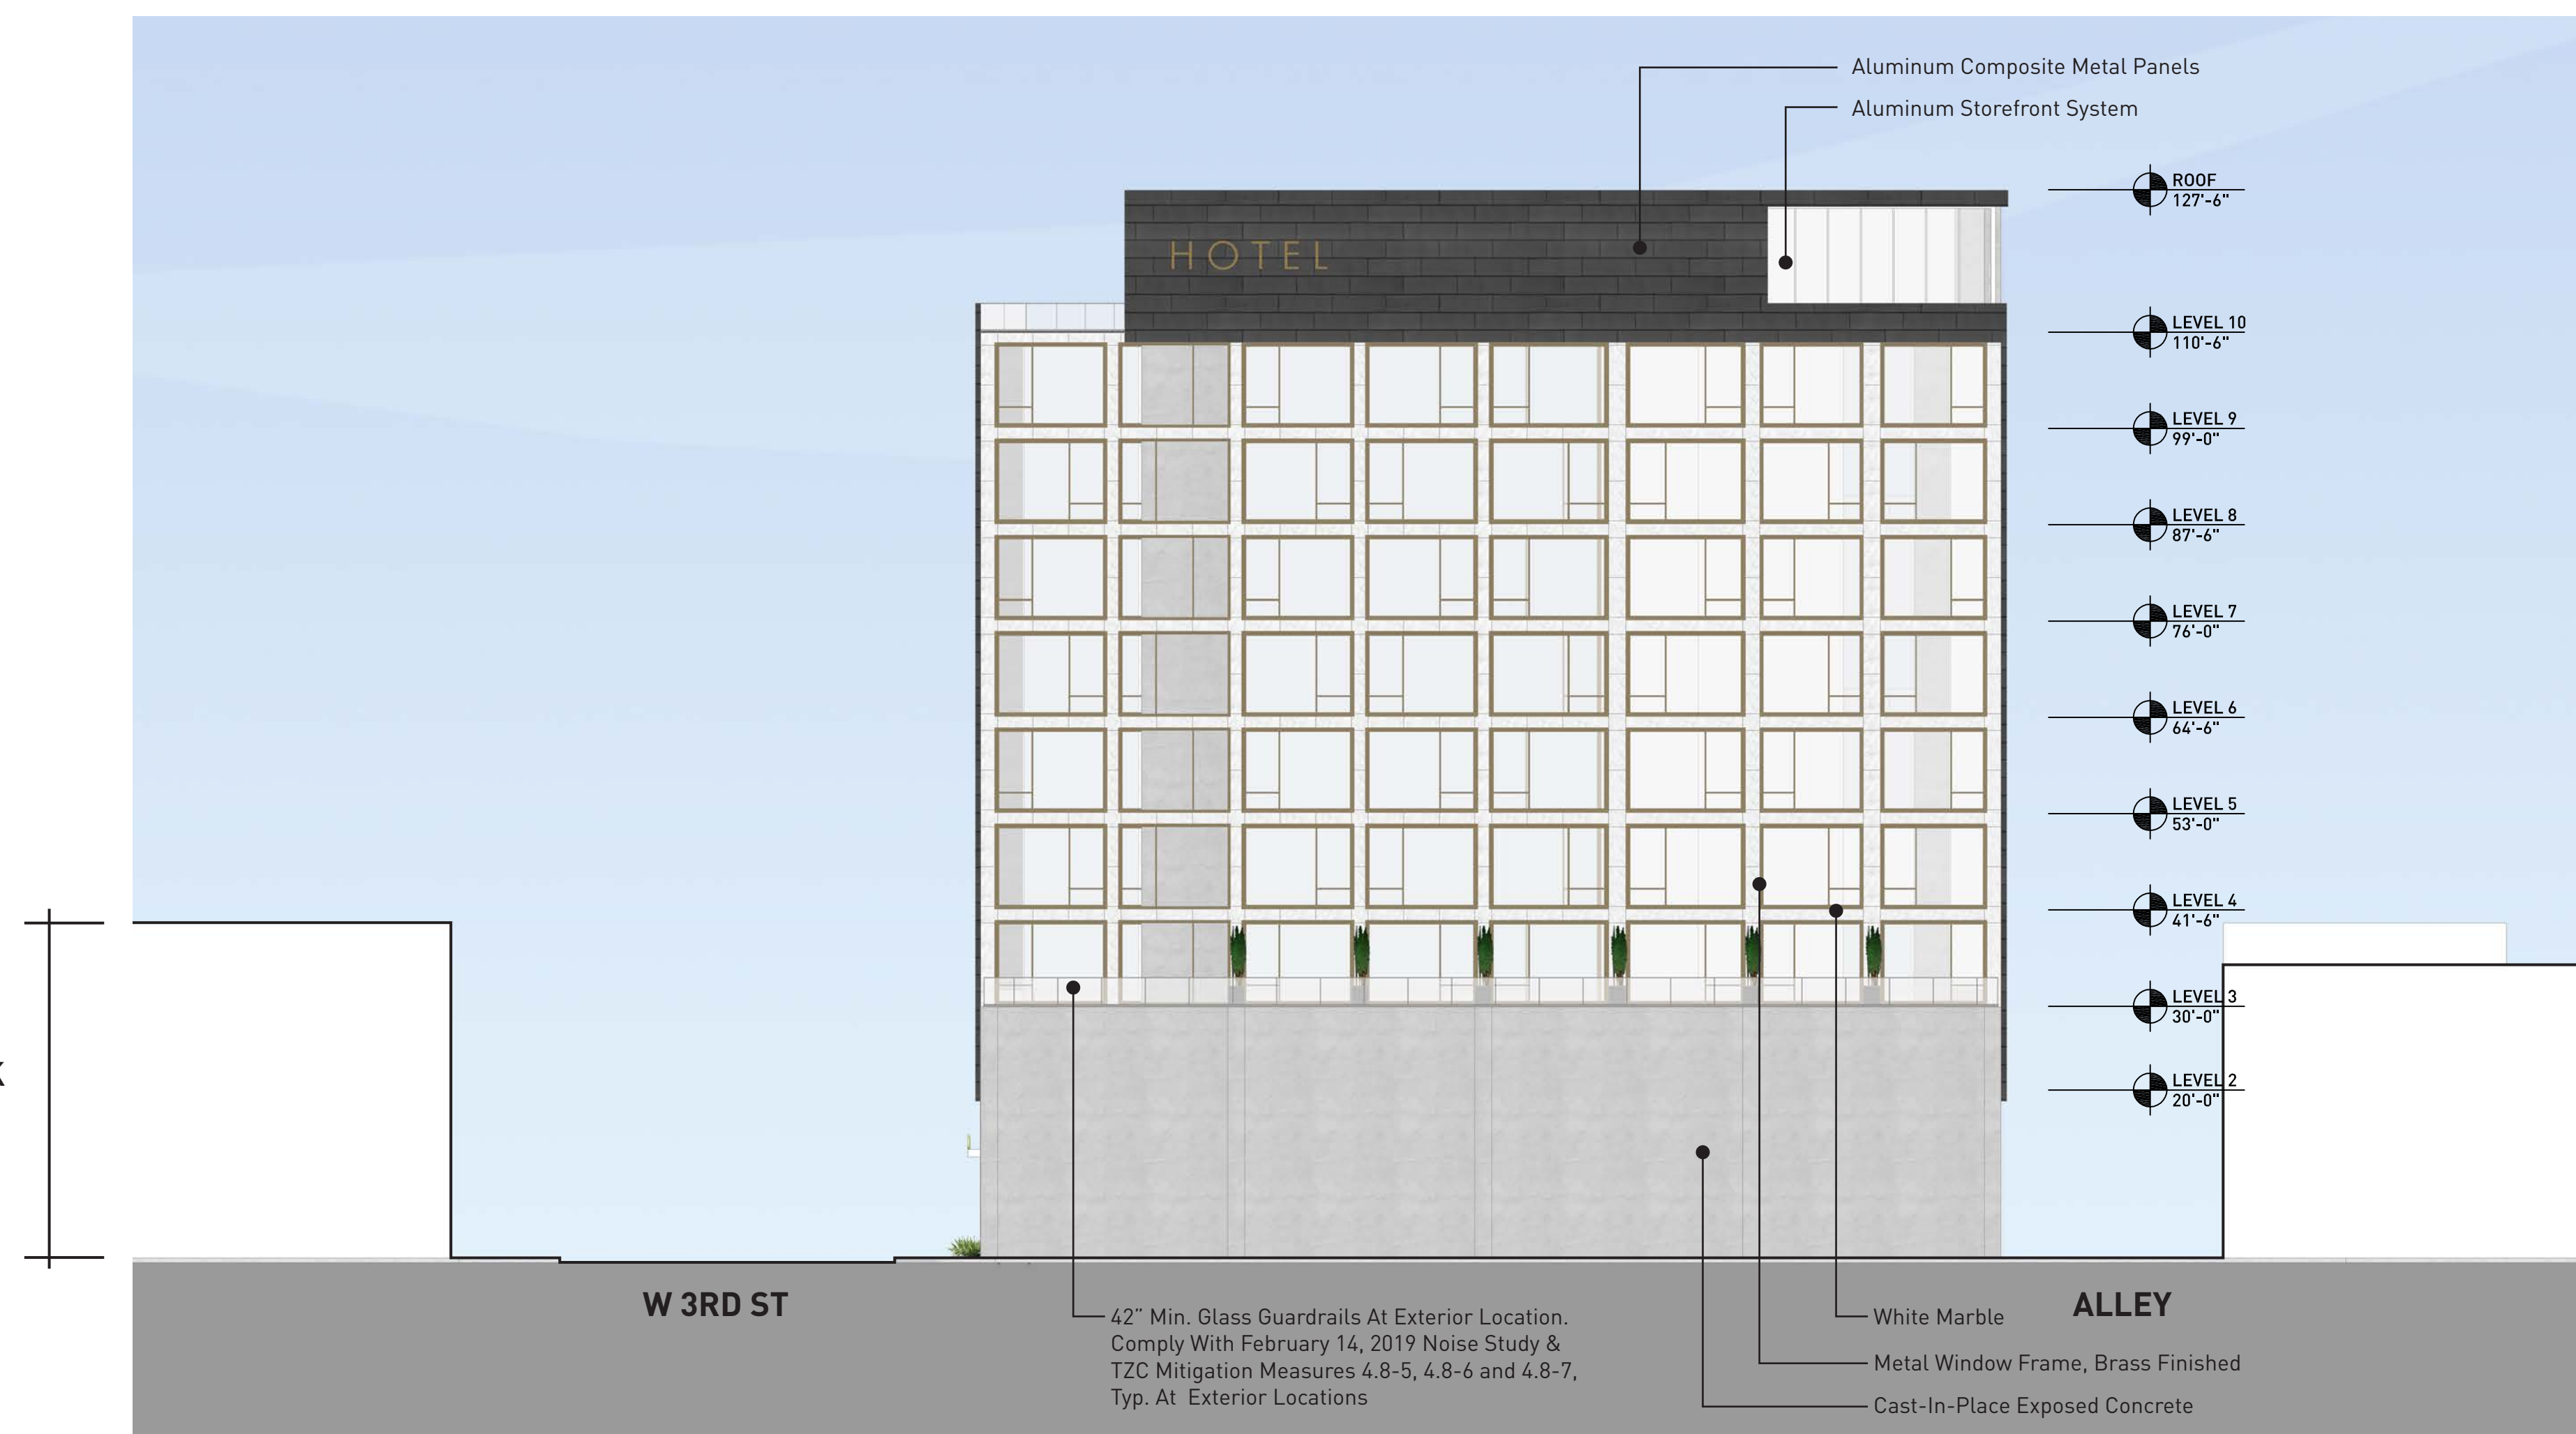 Aluminum Composite Metal Panels
Aluminum Storefront System
ROOF
127'-6"
HOTEL
LEVEL 10
110'-6"
LEVEL 9
99'-0"
LEVEL 8
87'-6"
LEVEL 7
76'-0"
LEVEL 6
64'-6"
LEVEL 5
53'-0"
LEVEL 4
41'-6"
LEVEL 3
30'-0"
LEVEL 2
20'-0"
W 3RD ST
42” Min. Glass Guardrails At Exterior Location.
Comply With February 14, 2019 Noise Study &
TZC Mitigation Measures 4.8-5, 4.8-6 and 4.8-7,
Typ. At Exterior Locations
White Marble
ALLEY
Metal Window Frame, Brass Finished
Cast-In-Place Exposed Concrete